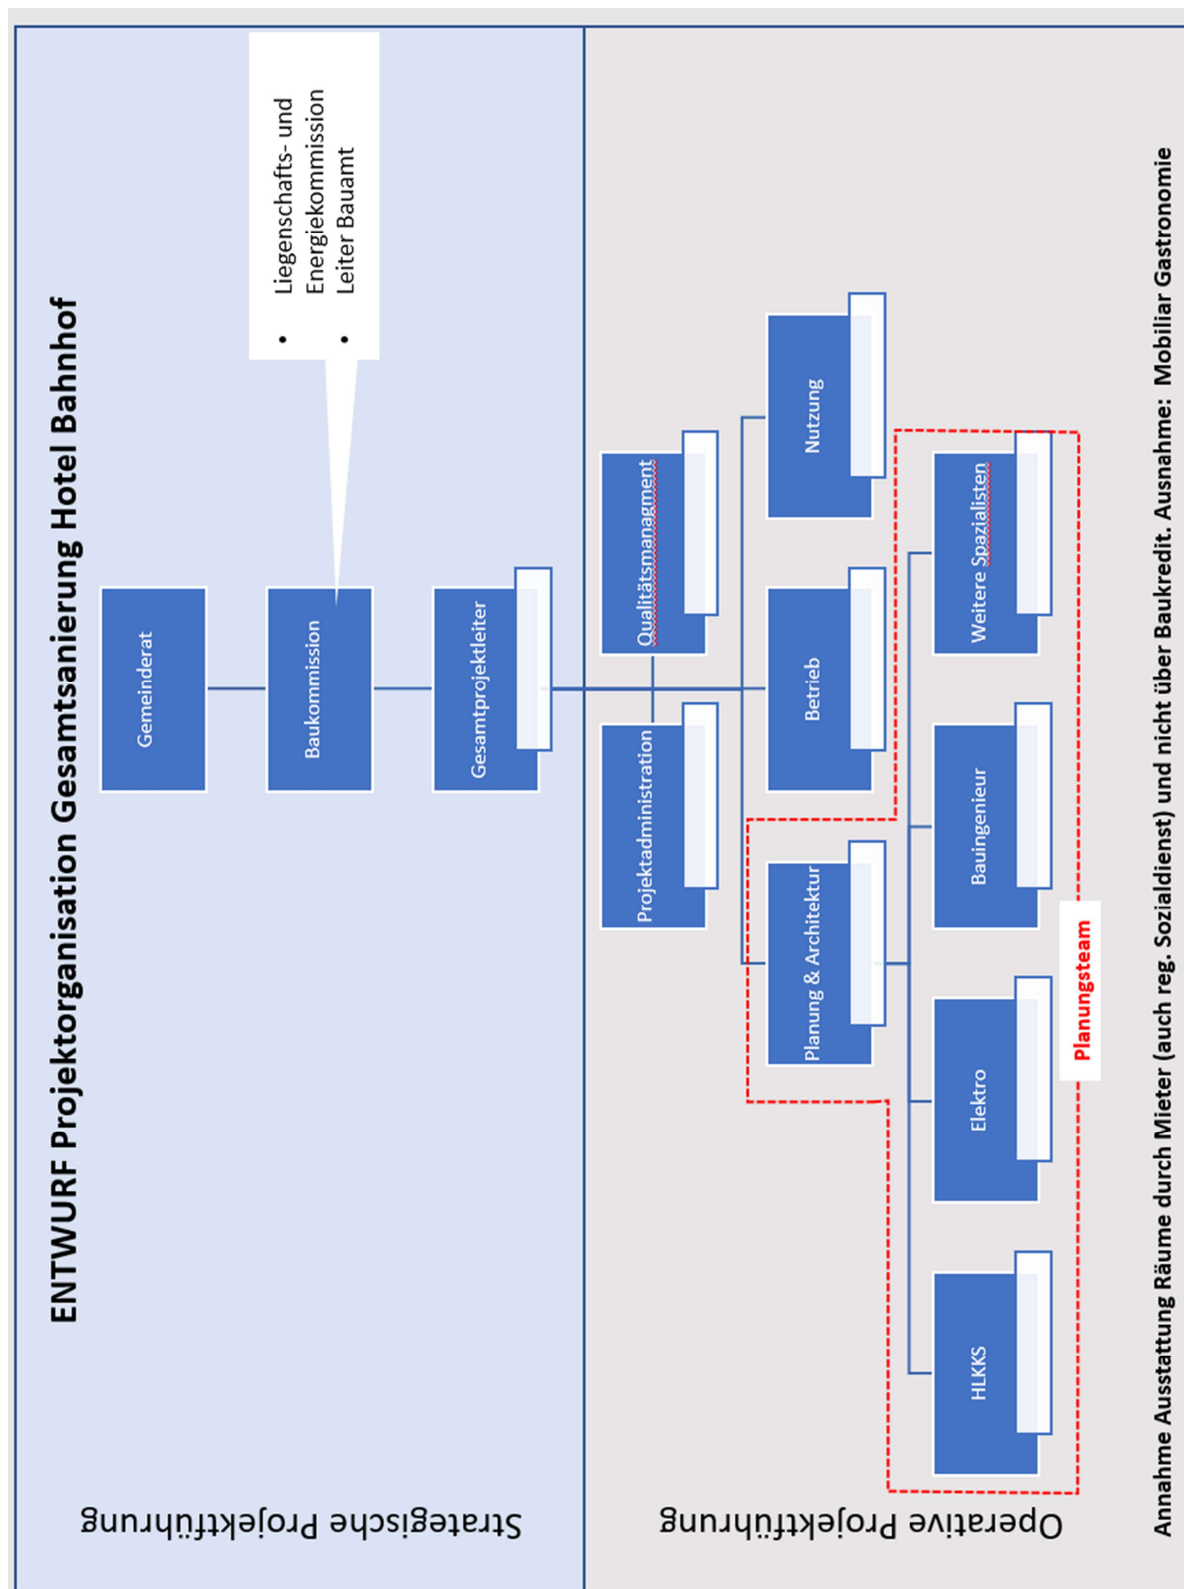 ENTWURF Projektorganisation Gesamtsanierung Hotel Bahnhof
Strategische Projektführung
Gemeinderat
Baukommission
• Liegenschafts- und
Energiekommission
• Leiter Bauamt
Gesamtprojektleiter
Operative Projektführung
Projektadministration
Qualitätsmanagment
Planung & Architektur
Betrieb
Nutzung
HLKKS
Elektro
Bauingenieur
Weitere Spazialisten
Planungsteam
Annahme Ausstattung Räume durch Mieter (auch reg. Sozialdienst) und nicht über Baukredit. Ausnahme: Mobiliar Gastronomie